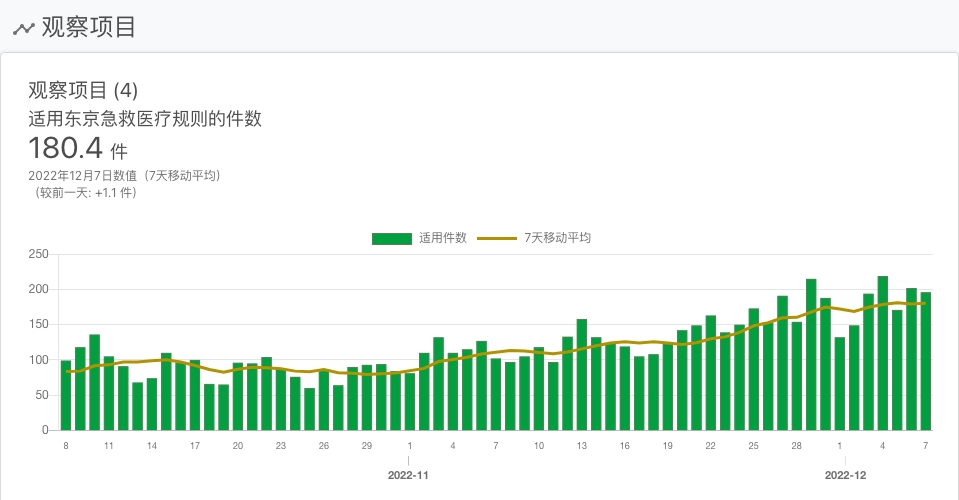 观察项目
观察项目 (4)
适用东京急救医疗规则的件数
180.4 件
2022年12月7日数值（7天移动平均）
（较前一天: +1.1 件）
适用件数 7天移动平均
250
200
150
100
50
0
8 11 14 17 20 23 26 29 1 4 7 10 13 16 19 22 25 28 1 4 7
2022-11 2022-12